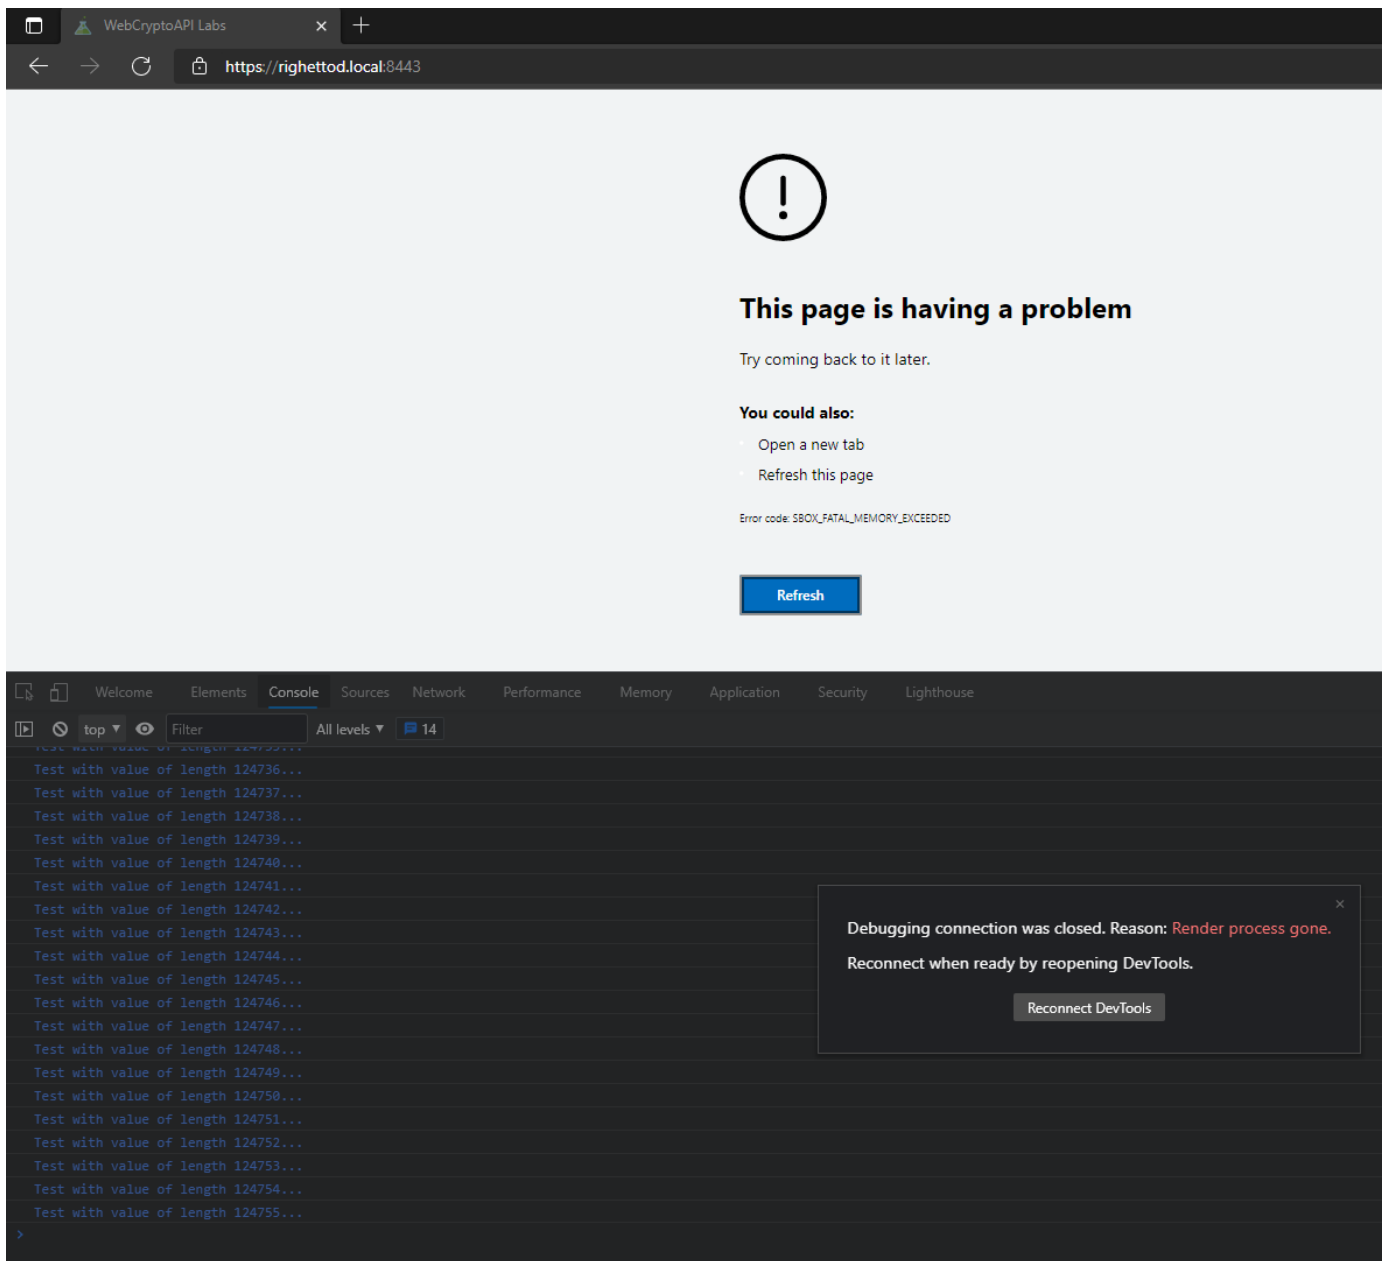 WebCryptoAPI Labs
https://righettod.local:8443
This page is having a problem
Try coming back to it later.
You could also:
Open a new tab
Refresh this page
Error code: SBOX_FATAL_MEMORY_EXCEEDED
Refresh
Welcome Elements Console Sources Network Performance Memory Application Security Lighthouse
top Filter All levels 14
Test with value of length 124735...
Test with value of length 124736...
Test with value of length 124737...
Test with value of length 124738...
Test with value of length 124739...
Test with value of length 124740...
Test with value of length 124741...
Test with value of length 124742...
Test with value of length 124743...
Test with value of length 124744...
Test with value of length 124745...
Test with value of length 124746...
Test with value of length 124747...
Test with value of length 124748...
Test with value of length 124749...
Test with value of length 124750...
Test with value of length 124751...
Test with value of length 124752...
Test with value of length 124753...
Test with value of length 124754...
Test with value of length 124755...
Debugging connection was closed. Reason: Render process gone.
Reconnect when ready by reopening DevTools.
Reconnect DevTools